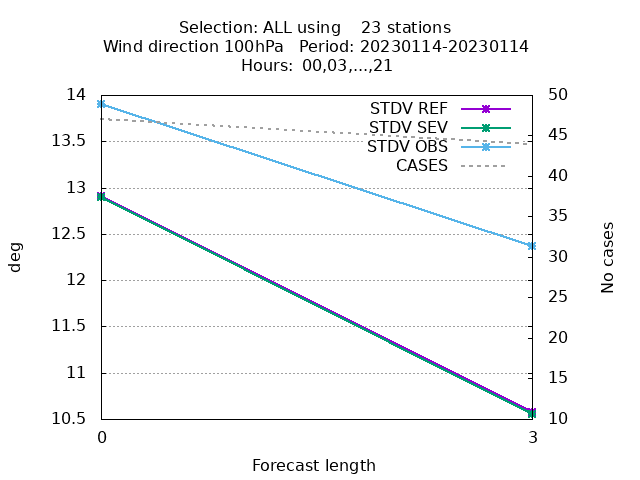 Selection: ALL using    23 stations
Wind direction 100hPa   Period: 20230114-20230114
Hours: 00,03,...,21
14
13.5
13
12.5
12
11.5
11
10.5
50
45
40
35
30
25
20
15
10
STDV REF
STDV SEV
STDV OBS
CASES
deg
No cases
0
3
Forecast length